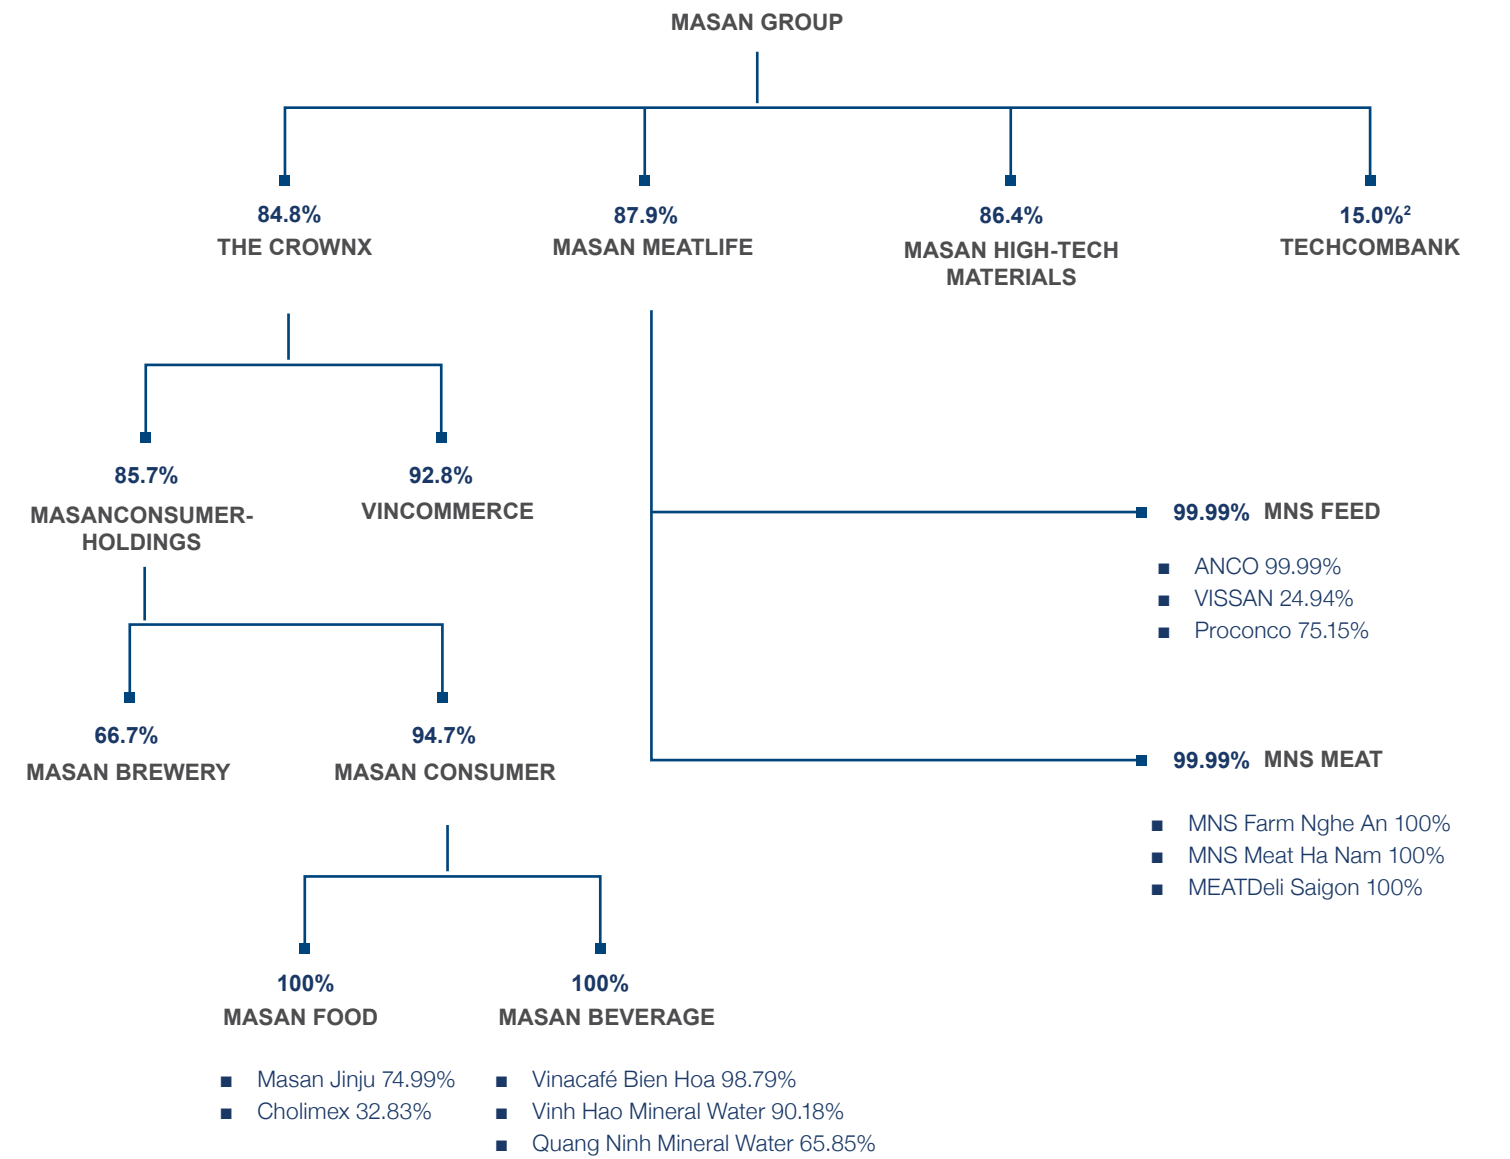 MASAN GROUP
84.8%
THE CROWNX
87.9%
MASAN MEATLIFE
86.4%
MASAN HIGH-TECH
MATERIALS
15.0%²
TECHCOMBANK
85.7%
MASANCONSUMER-
HOLDINGS
92.8%
VINCOMMERCE
66.7%
MASAN BREWERY
94.7%
MASAN CONSUMER
100%
MASAN FOOD
■ Masan Jinju 74.99%
■ Cholimex 32.83%
100%
MASAN BEVERAGE
■ Vinacafé Bien Hoa 98.79%
■ Vinh Hao Mineral Water 90.18%
■ Quang Ninh Mineral Water 65.85%
99.99% MNS FEED
■ ANCO 99.99%
■ VISSAN 24.94%
■ Proconco 75.15%
99.99% MNS MEAT
■ MNS Farm Nghe An 100%
■ MNS Meat Ha Nam 100%
■ MEATDeli Saigon 100%